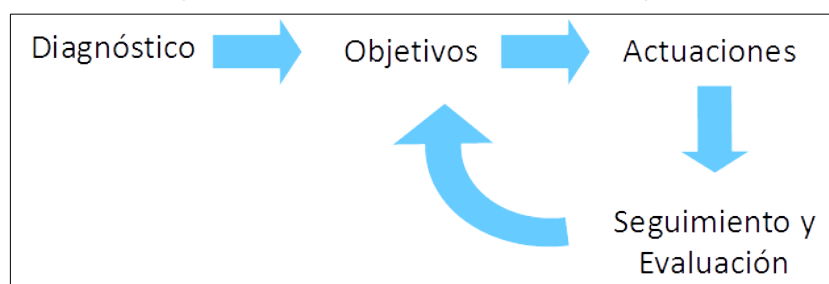 Diagnóstico
Objetivos
Actuaciones
Seguimiento y
Evaluación